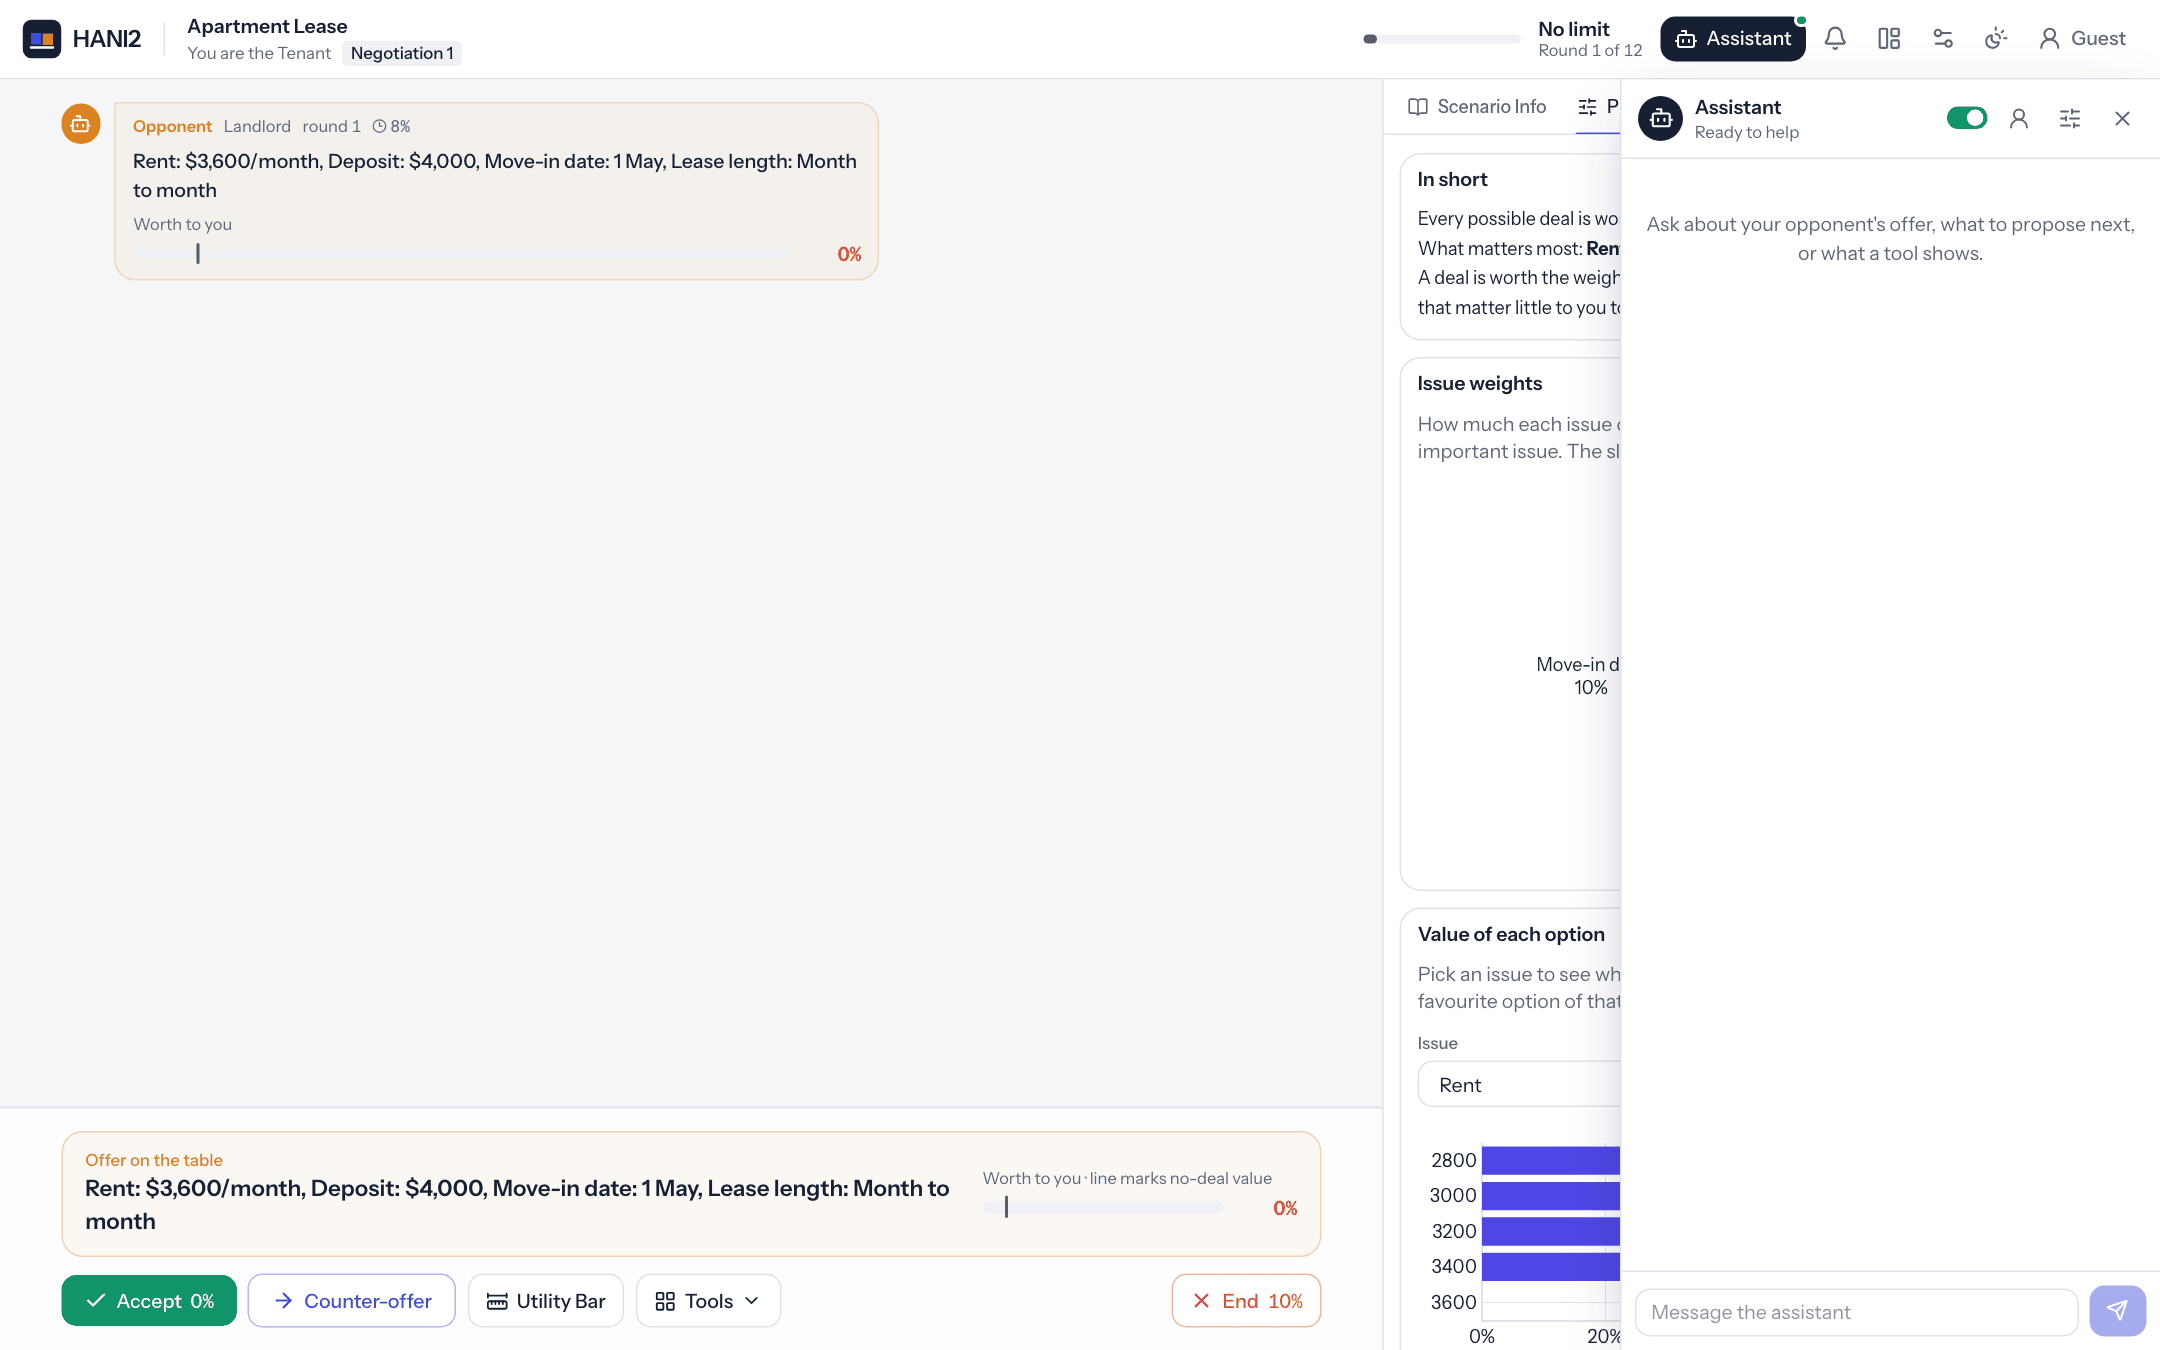 HANI2
Apartment Lease
You are the Tenant Negotiation 1
No limit
Round 1 of 12
Assistant
Guest
Opponent Landlord round 1 8%
Rent: $3,600/month, Deposit: $4,000, Move-in date: 1 May, Lease length: Month
to month
Worth to you
0%
Scenario Info
In short
Every possible deal is
What matters most:
A deal is worth the
that matter little to you
Issue weights
How much each issue
important issue. The
Move-in
10%
Value of each option
Pick an issue to see
favourite option of
Issue
Rent
2800
3000
3200
3400
3600
0% 20%
Assistant
Ready to help
Ask about your opponent's offer, what to propose next,
or what a tool shows.
Message the assistant
Offer on the table
Rent: $3,600/month, Deposit: $4,000, Move-in date: 1 May, Lease length: Month to
month
Worth to you · line marks no-deal value
0%
Accept 0%
Counter-offer
Utility Bar
Tools
End 10%